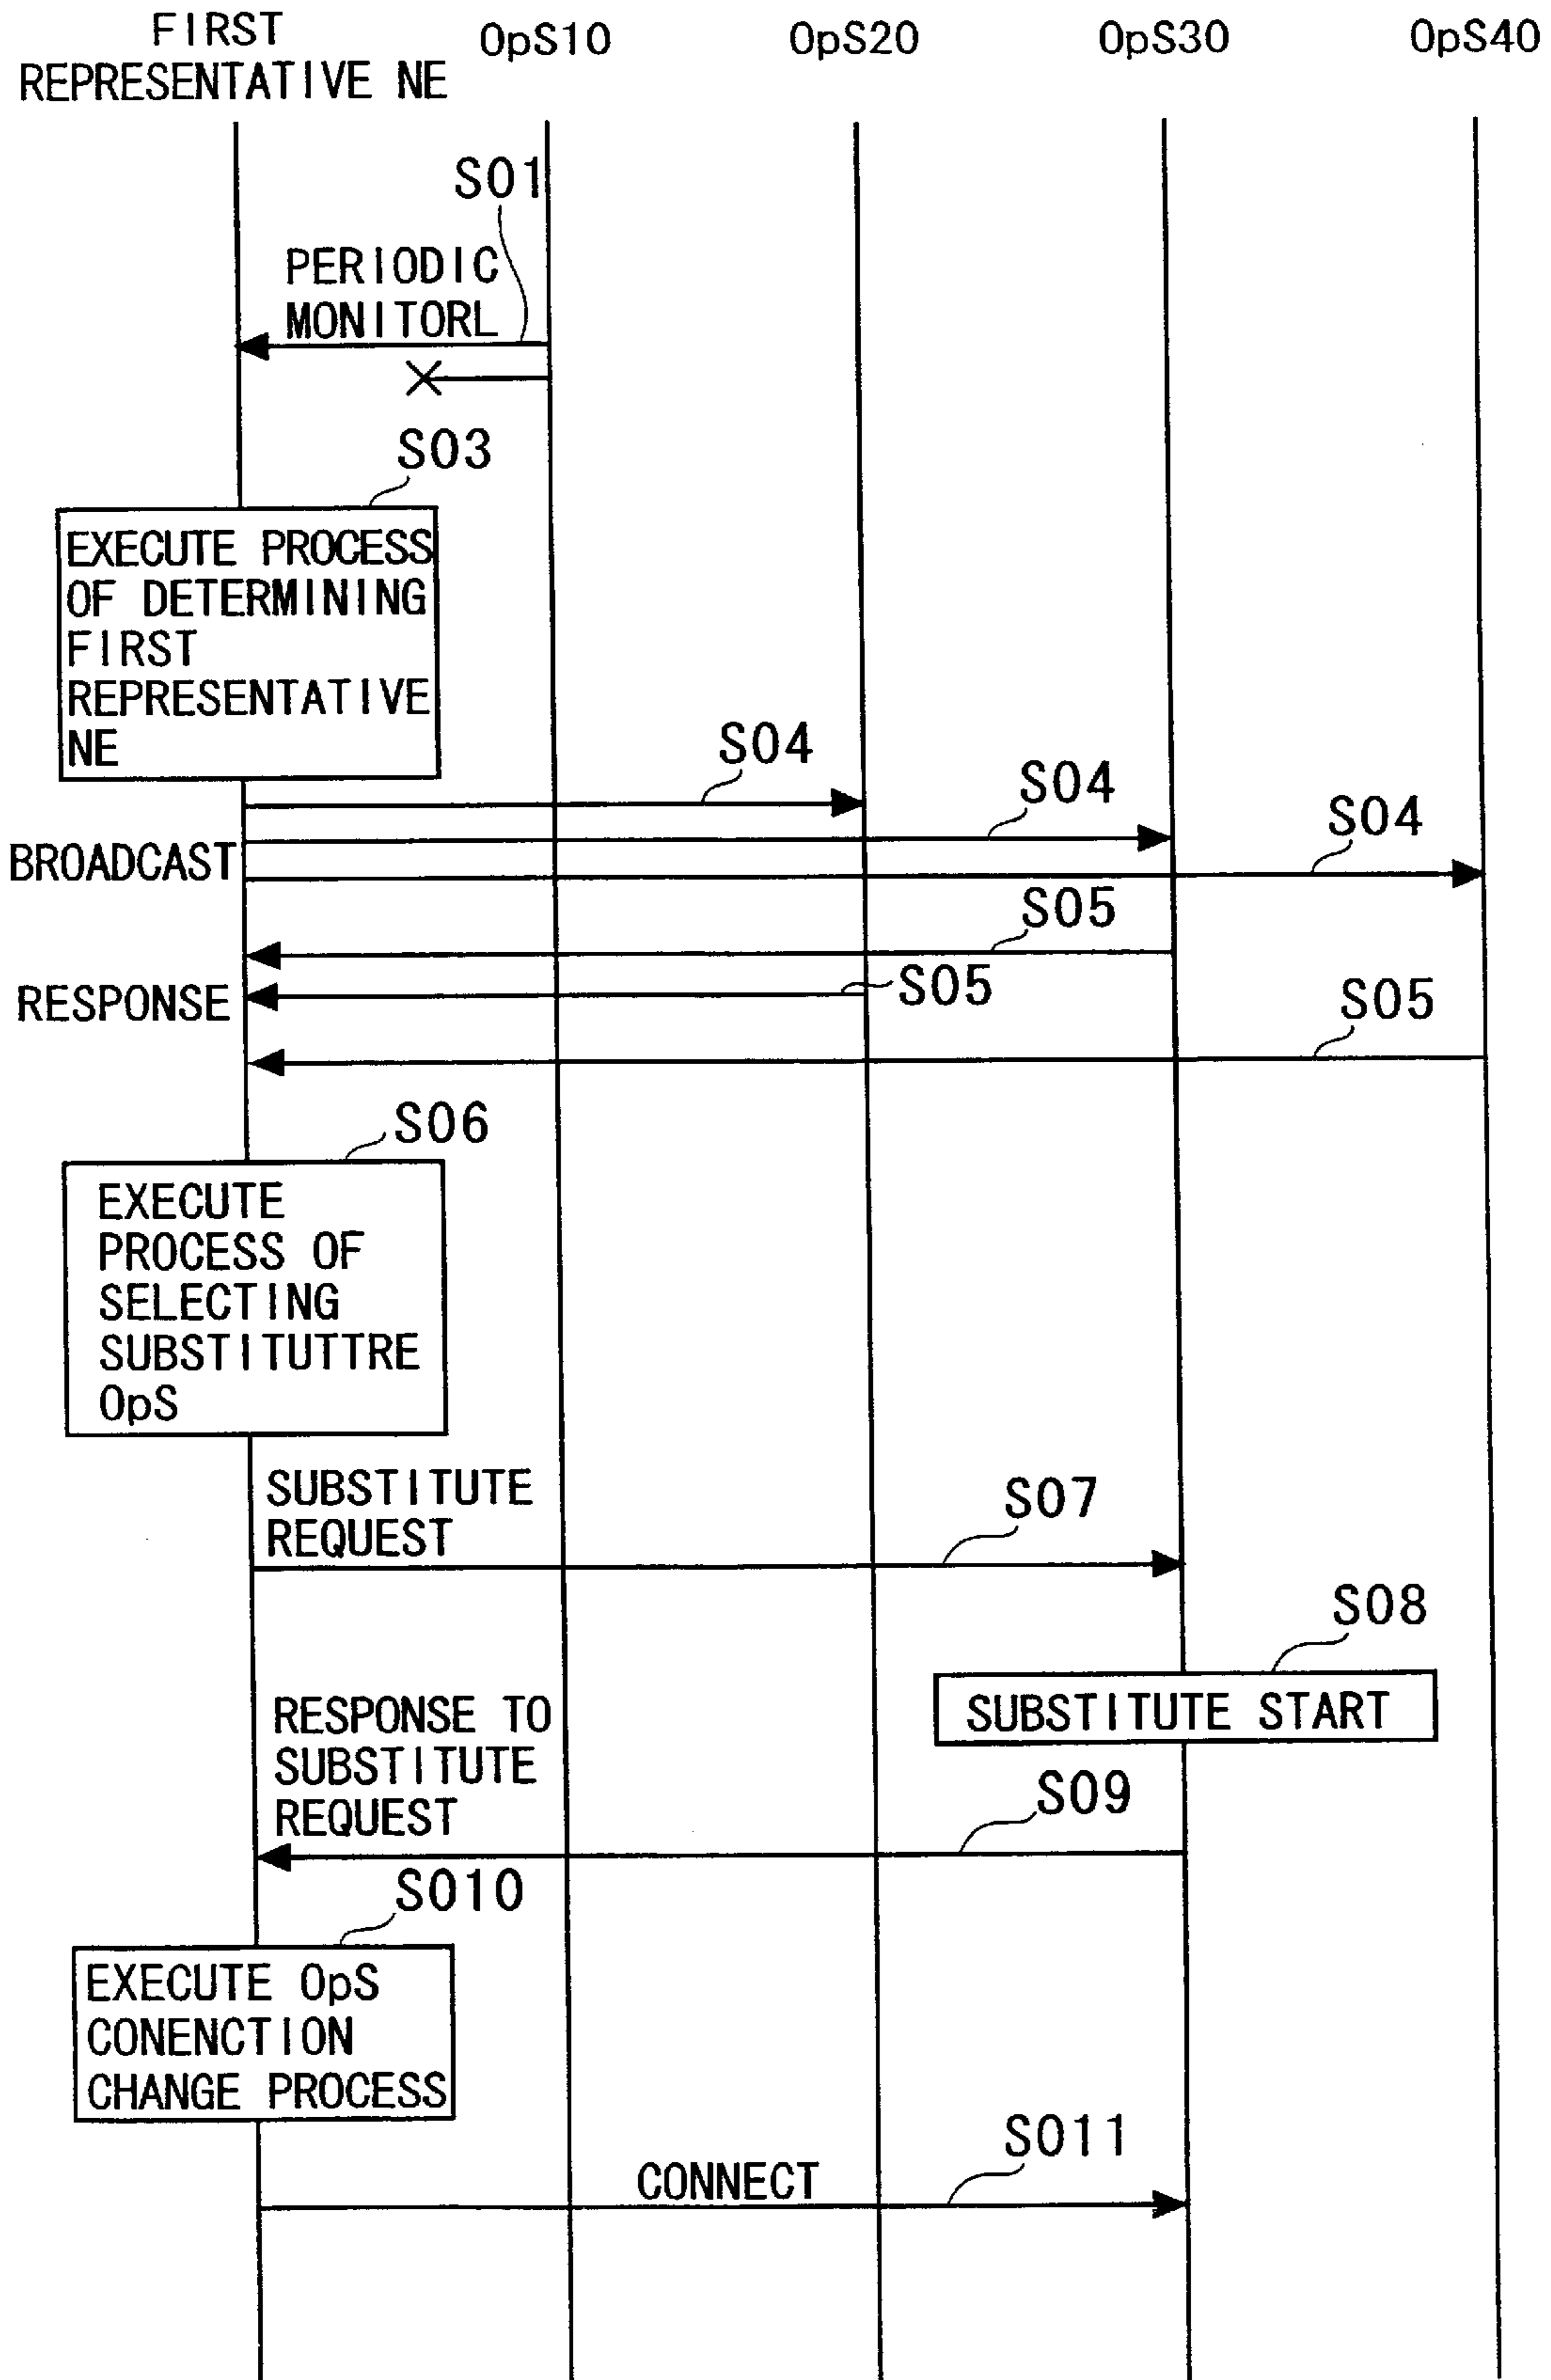 FIRST
REPRESENTATIVE NE
OpS10
OpS20
OpS30
OpS40
S01
PERIODIC
MONITORL
S03
EXECUTE PROCESS
OF DETERMINING
FIRST
REPRESENTATIVE
NE
S04
S04
S04
BROADCAST
S05
S05
RESPONSE
S05
S06
EXECUTE
PROCESS OF
SELECTING
SUBSTITUTTRE
OpS
SUBSTITUTE
REQUEST
S07
S08
SUBSTITUTE START
RESPONSE TO
SUBSTITUTE
REQUEST
S09
S010
EXECUTE OpS
CONENCTION
CHANGE PROCESS
S011
CONNECT